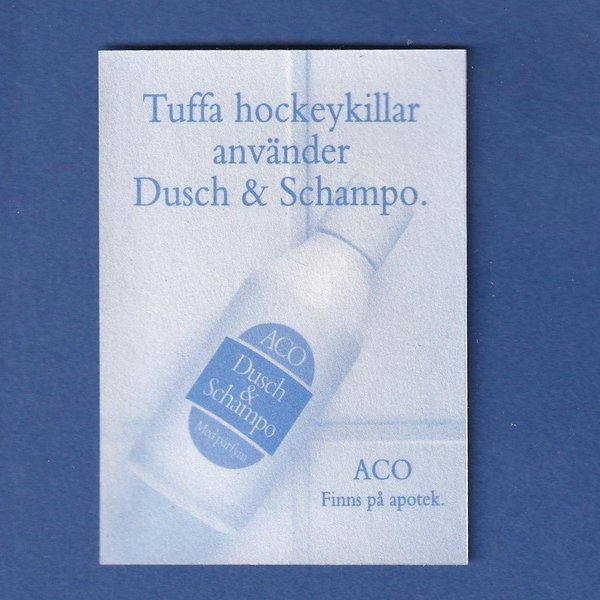 Tuffa hockeykillar
använder
Dusch & Schampo.
ACO
Dusch
&
Schampo
Med parfym
ACO
Finns på apotek.